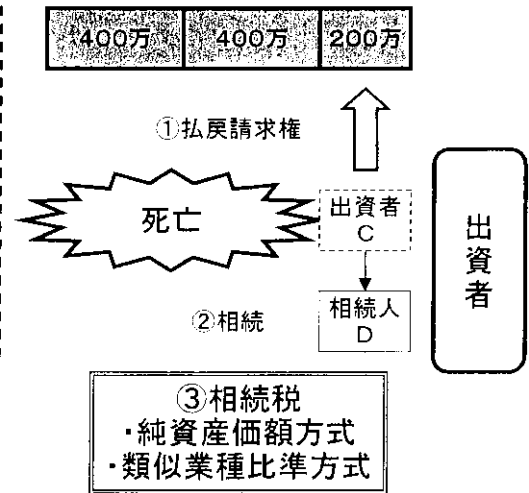 400万 400万 200万
①払戻請求権
死亡
出資者
C
出資者
②相続
相続人
D
③相続税
・純資産価額方式
・類似業種比準方式